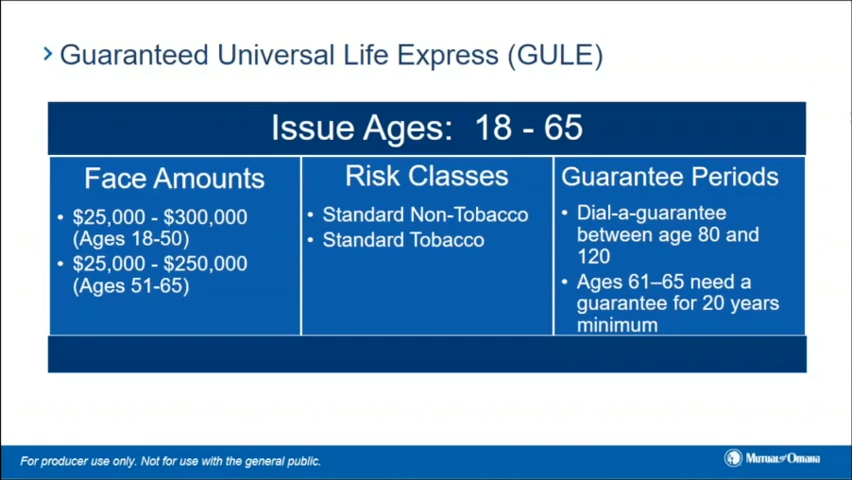 Guaranteed Universal Life Express (GULE)
Issue Ages: 18 - 65
Face Amounts
• $25,000 - $300,000
(Ages 18-50)
• $25,000 - $250,000
(Ages 51-65)
Risk Classes
• Standard Non-Tobacco
• Standard Tobacco
Guarantee Periods
• Dial-a-guarantee
between age 80 and
120
• Ages 61–65 need a
guarantee for 20 years
minimum
For producer use only. Not for use with the general public.
Mutual of Omaha